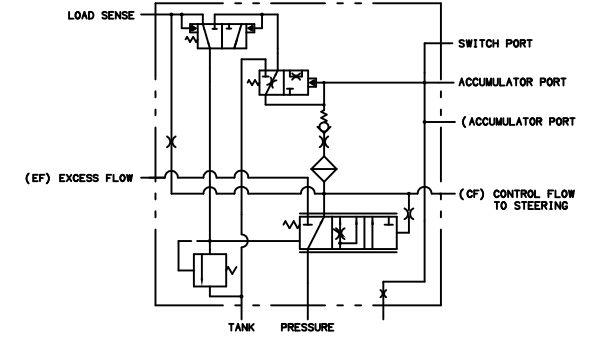 LOAD SENSE
SWITCH PORT
ACCUMULATOR PORT
(ACCUMULATOR PORT
(EF) EXCESS FLOW
(CF) CONTROL FLOW
TO STEERING
TANK
PRESSURE